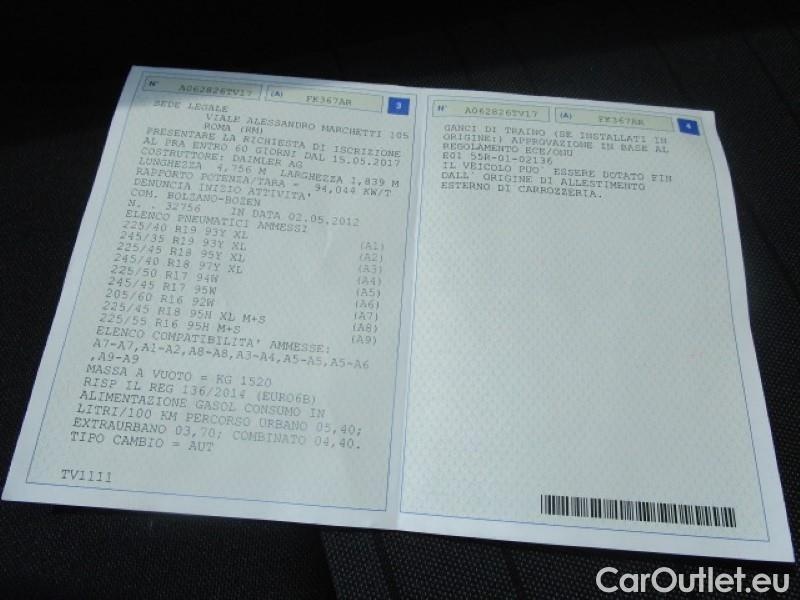 N° A062826TV17 (A) FK367AR 3
SEDE LEGALE
VIALE ALESSANDRO MARCHETTI 105
ROMA (RM)
PRESENTARE LA RICHIESTA DI ISCRIZIONE
AL PRA ENTRO 60 GIORNI DAL 15.05.2017
COSTRUTTORE: DAIMLER AG
LUNGHEZZA 4,756 M LARGHEZZA 1,839 M
RAPPORTO POTENZA/TARA = 94,044 KW/T
DENUNCIA INIZIO ATTIVITA'
COM. BOLZANO-BOZEN
N. . 32756 IN DATA 02.05.2012
ELENCO PNEUMATICI AMMESSI
225/40 R19 93Y XL (A1)
245/35 R19 93Y XL (A2)
225/45 R18 95Y XL (A3)
245/40 R18 97Y XL (A4)
225/50 R17 94W (A5)
245/45 R17 95W (A6)
205/60 R16 92W (A7)
225/45 R18 95H XL M+S (A8)
225/55 R16 95H M+S (A9)
ELENCO COMPATIBILITA' AMMESSE:
A7-A7,A1-A2,A8-A8,A3-A4,A5-A5,A5-A6
,A9-A9
MASSA A VUOTO = KG 1520
RISP IL REG 136/2014 (EURO6B)
ALIMENTAZIONE GASOL CONSUMO IN
LITRI/100 KM PERCORSO URBANO 05,40;
EXTRAURBANO 03,70; COMBINATO 04,40.
TIPO CAMBIO = AUT
TV1111
N° A062826TV17 (A) FK367AR 4
GANCI DI TRAINO (SE INSTALLATI IN
ORIGINE:) APPROVAZIONE IN BASE AL
REGOLAMENTO ECE/ONU
E01 55R-01-02136
IL VEICOLO PUO' ESSERE DOTATO FIN
DALL' ORIGINE DI ALLESTIMENTO
ESTERNO DI CARROZZERIA.
CarOutlet.eu